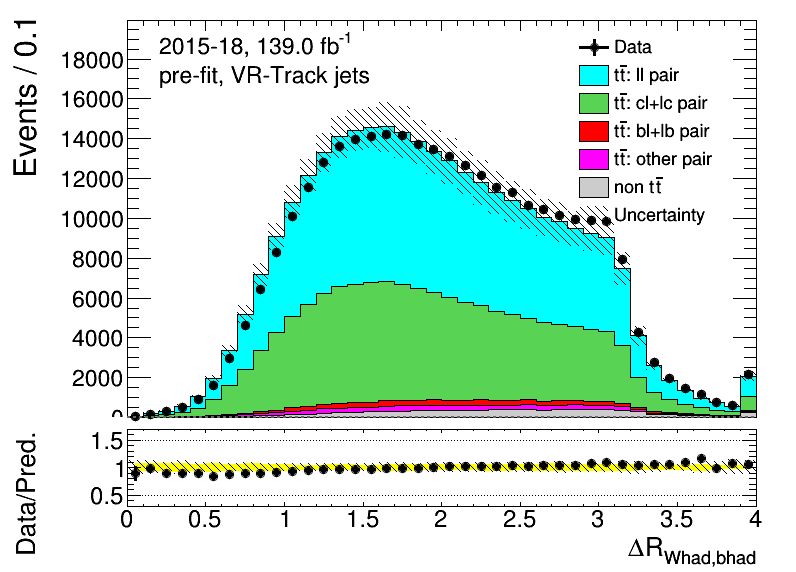 Events / 0.1
2015-18, 139.0 fb⁻¹
pre-fit, VR-Track jets
Data
tt̄: ll pair
tt̄: cl+lc pair
tt̄: bl+lb pair
tt̄: other pair
non tt̄
Uncertainty
18000
16000
14000
12000
10000
8000
6000
4000
2000
0
Data/Pred.
1.5
1
0.5
0 0.5 1 1.5 2 2.5 3 3.5 4
ΔR_Whad,bhad